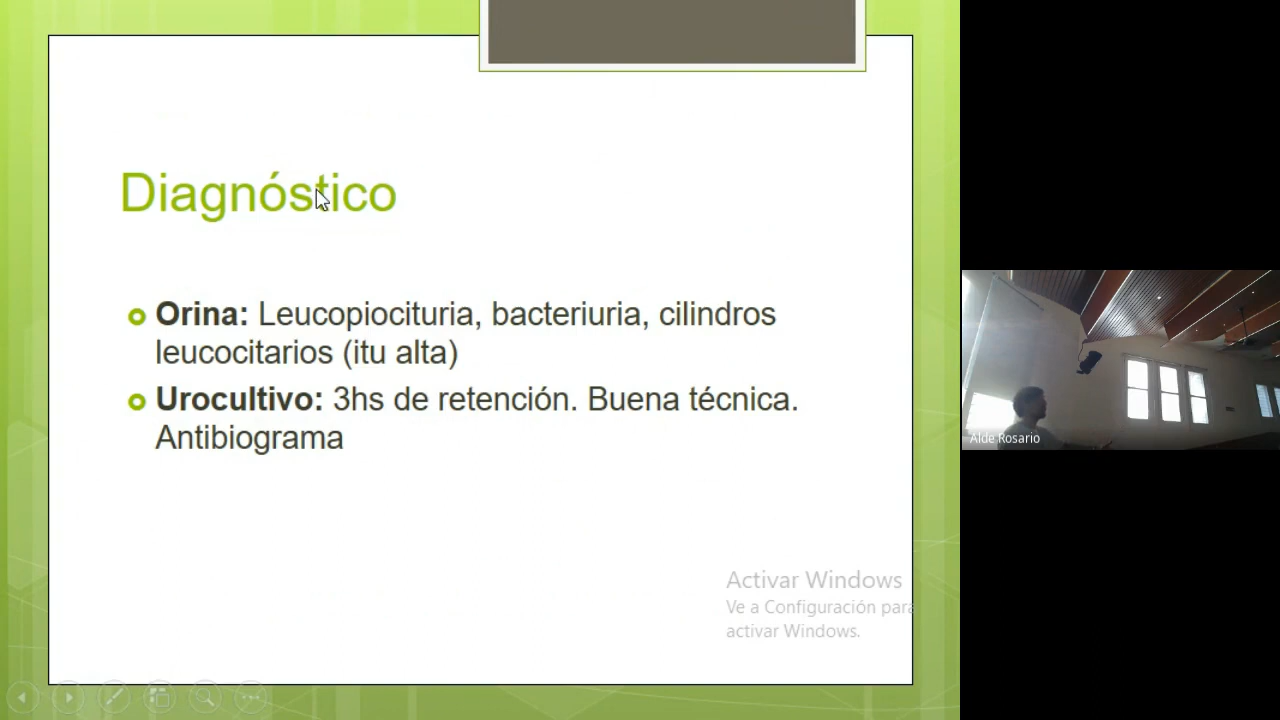 Diagnóstico
Orina: Leucopiocituria, bacteriuria, cilindros
leucocitarios (itu alta)
Urocultivo: 3hs de retención. Buena técnica.
Antibiograma
Activar Windows
Ve a Configuración para
activar Windows.
Alde Rosario